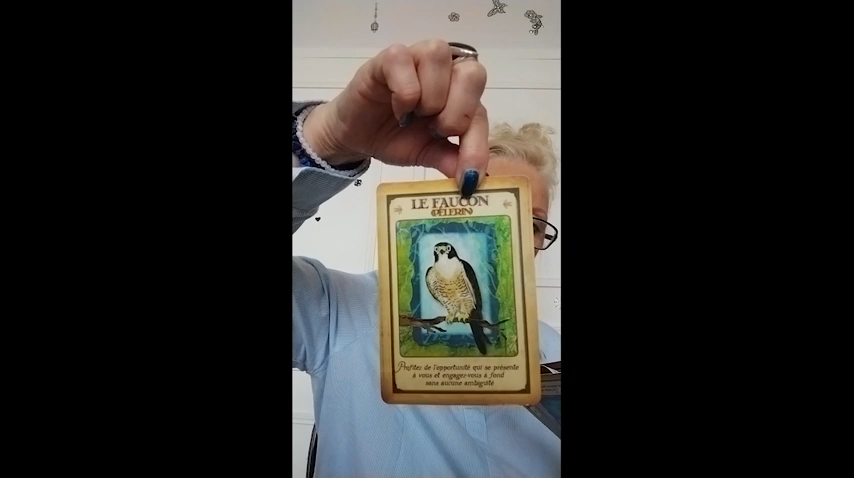 LE FAUCON
(PÈLERIN)
Profitez de l'opportunité qui se présente
à vous et engagez-vous à fond
sans aucune ambiguïté